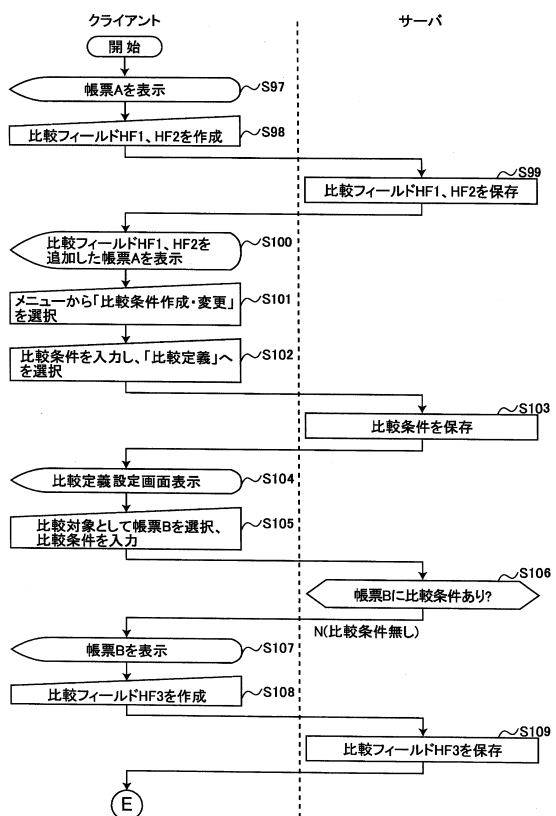 クライアント
サーバ
開始
帳票Aを表示
S97
比較フィールドHF1、HF2を作成
S98
S99
比較フィールドHF1、HF2を保存
比較フィールドHF1、HF2を
追加した帳票Aを表示
S100
メニューから「比較条件作成・変更」
を選択
S101
比較条件を入力し、「比較定義」へ
を選択
S102
S103
比較条件を保存
比較定義設定画面表示
S104
比較対象として帳票Bを選択、
比較条件を入力
S105
S106
帳票Bに比較条件あり?
N(比較条件無し)
帳票Bを表示
S107
比較フィールドHF3を作成
S108
S109
比較フィールドHF3を保存
E